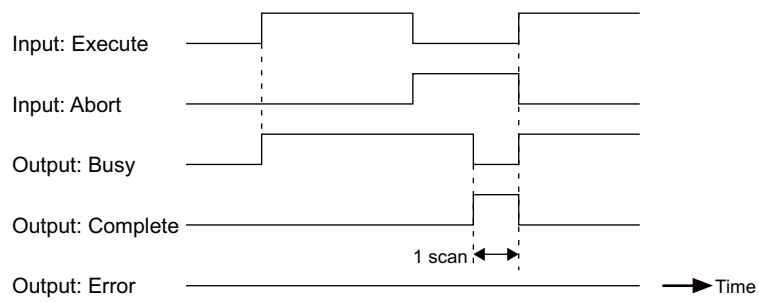 Input: Execute
Input: Abort
Output: Busy
Output: Complete
1 scan
Output: Error
Time